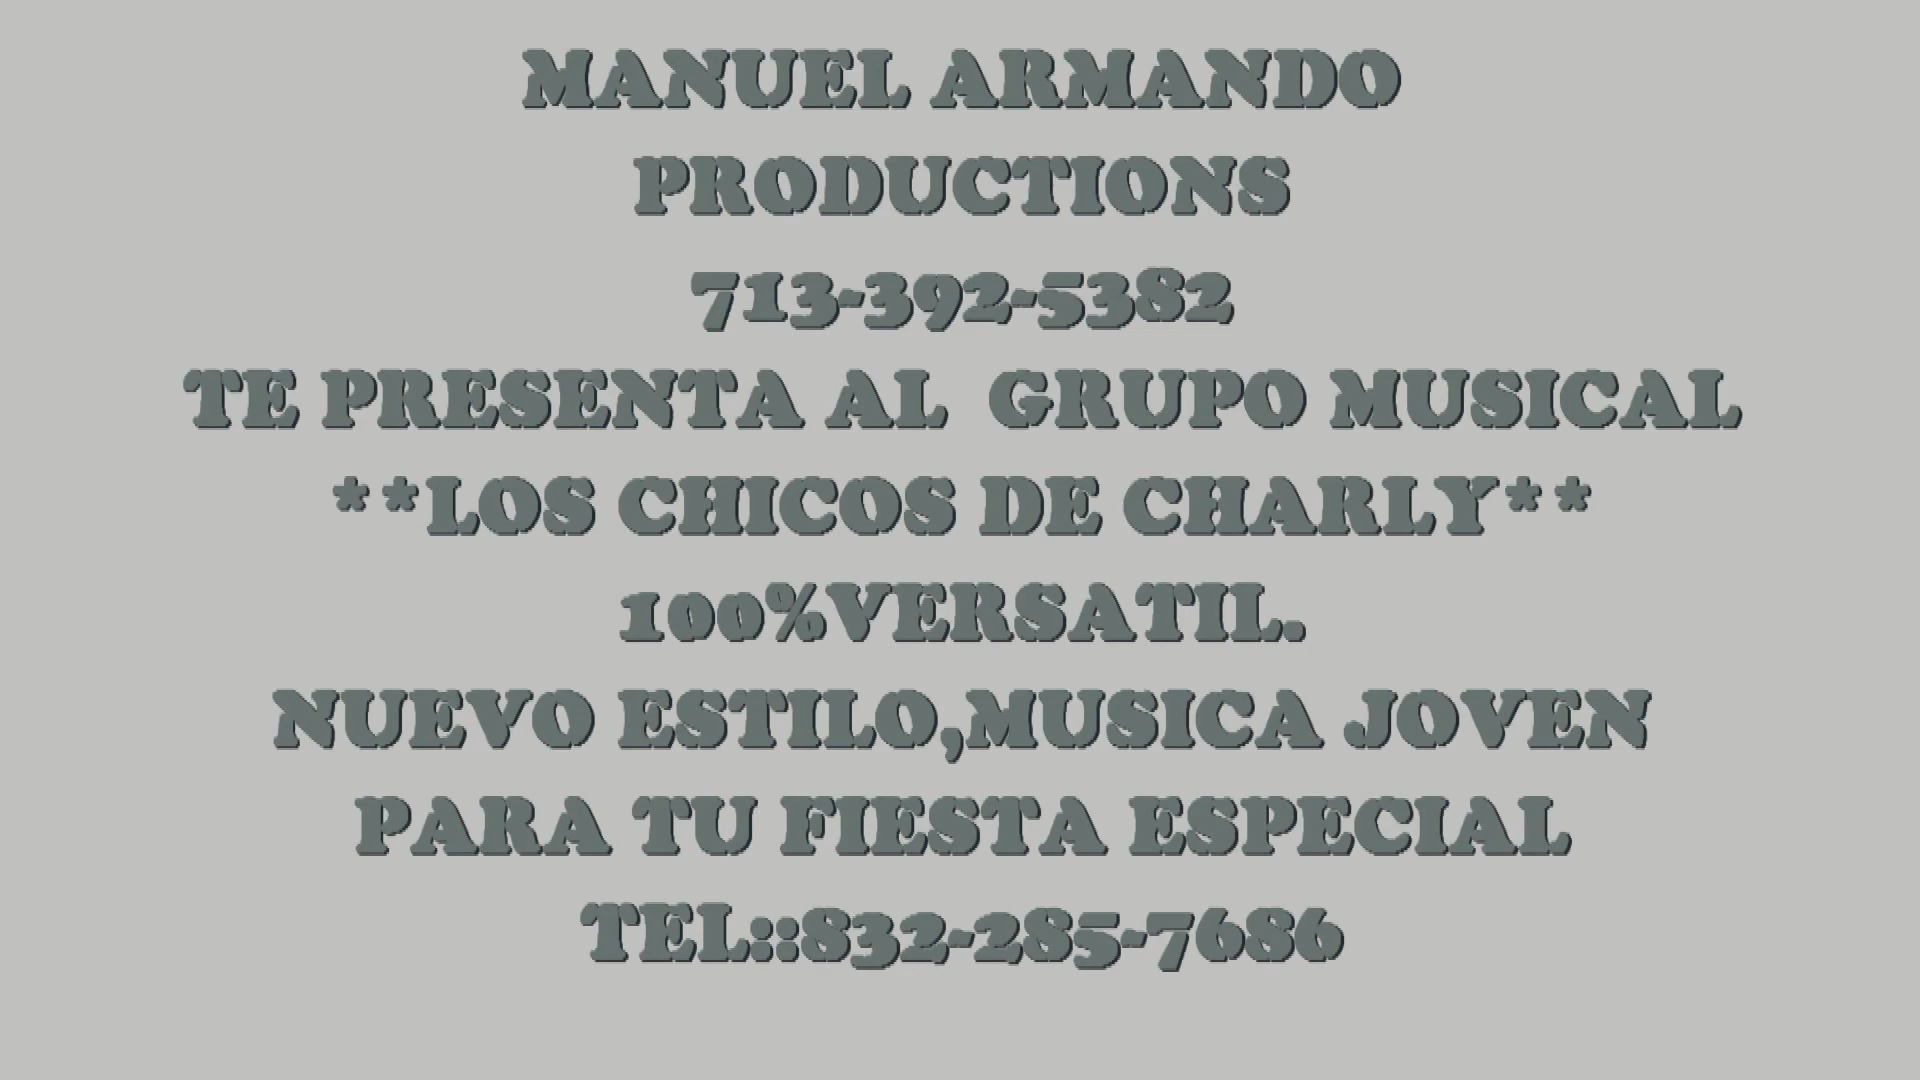 MANUEL ARMANDO
PRODUCTIONS
713-392-5382
TE PRESENTA AL  GRUPO MUSICAL
**LOS CHICOS DE CHARLY**
100%VERSATIL.
NUEVO ESTILO,MUSICA JOVEN
PARA TU FIESTA ESPECIAL
TEL::832-285-7686